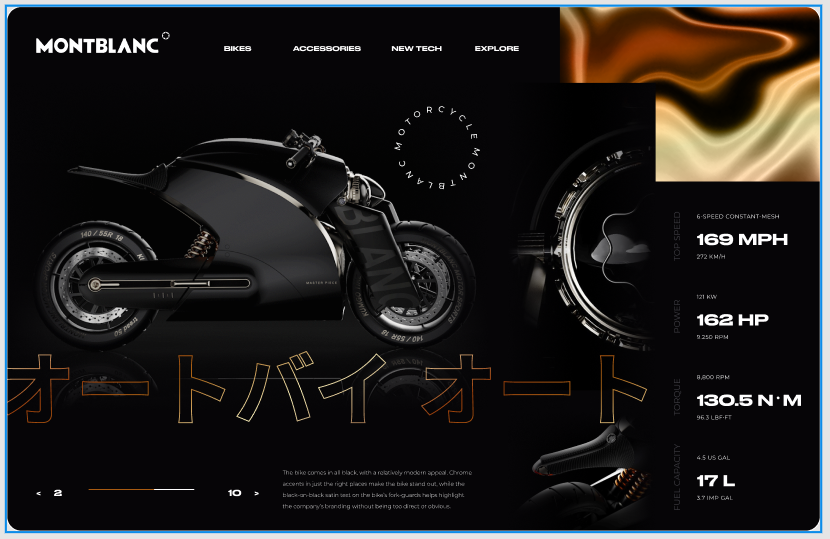 MONTBLANC
BIKES ACCESSORIES NEW TECH EXPLORE
MOTORCYCLE MONTBLANC
140 / 55R 18
BLANC
MASTER RIDER
TOP SPEED
6-SPEED CONSTANT-MESH
169 MPH
272 KM/H
POWER
121 KW
162 HP
9.250 RPM
オートバイ オート
TORQUE
8,800 RPM
130.5 N·M
96.3 LBF-FT
FUEL CAPACITY
4.5 US GAL
17 L
3.7 IMP GAL
< 2 10 >
The bike comes in all black, with a relatively modern appeal. Chrome
accents in just the right places make the bike stand out, while the
black-on-black satin text on the bike's fork-guards helps highlight
the company's branding without being too direct or obvious.